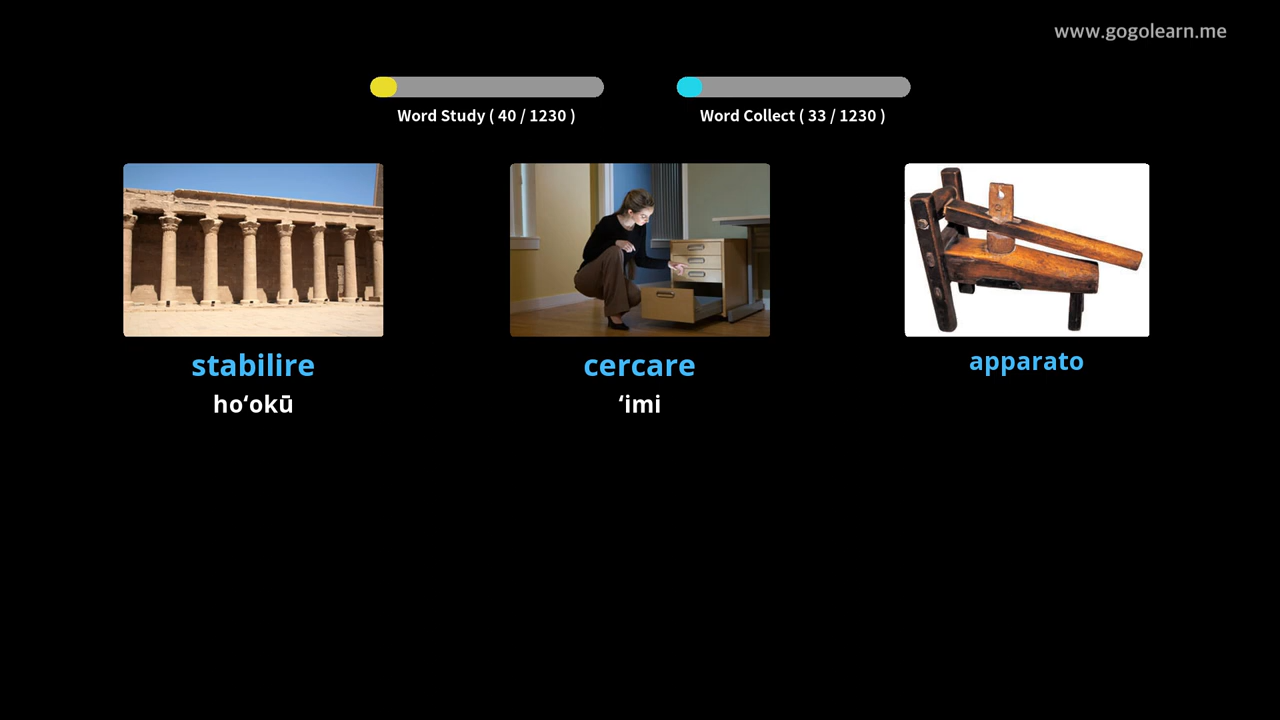 www.gogolearn.me
Word Study ( 40 / 1230 )
Word Collect ( 33 / 1230 )
stabilire
hoʻokū
cercare
ʻimi
apparato